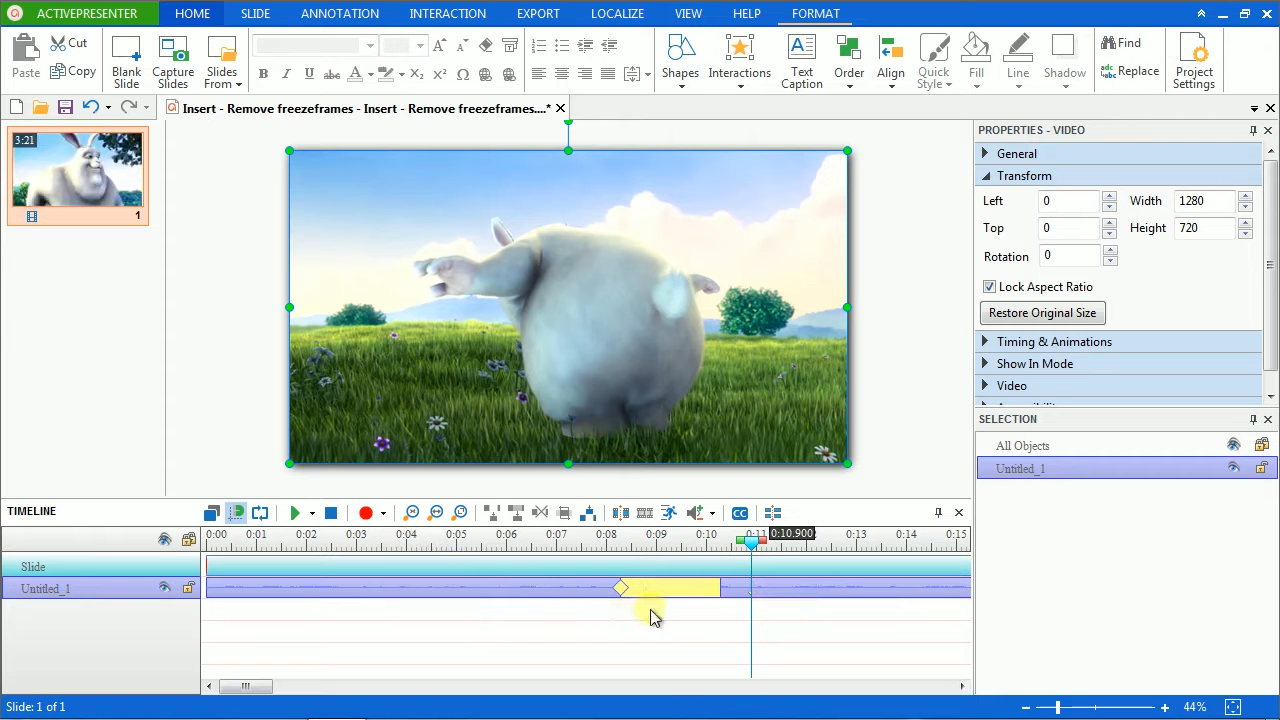 ACTIVEPRESENTER HOME SLIDE ANNOTATION INTERACTION EXPORT LOCALIZE VIEW HELP FORMAT
Paste
Cut
Copy
Blank
Slide
Capture
Slides
Slides
From
Shapes
Interactions
Text
Caption
Order
Align
Quick
Style
Fill
Line
Shadow
Find
Replace
Project
Settings
Insert - Remove freezeframes - Insert - Remove freezeframes....*
3:21
1
PROPERTIES - VIDEO
General
Transform
Left 0 Width 1280
Top 0 Height 720
Rotation 0
Lock Aspect Ratio
Restore Original Size
Timing & Animations
Show In Mode
Video
SELECTION
All Objects
Untitled_1
TIMELINE
CC
0:00 0:01 0:02 0:03 0:04 0:05 0:06 0:07 0:08 0:09 0:10 0:11 0:10.900 0:13 0:14 0:15
Slide
Untitled_1
Slide: 1 of 1
44%